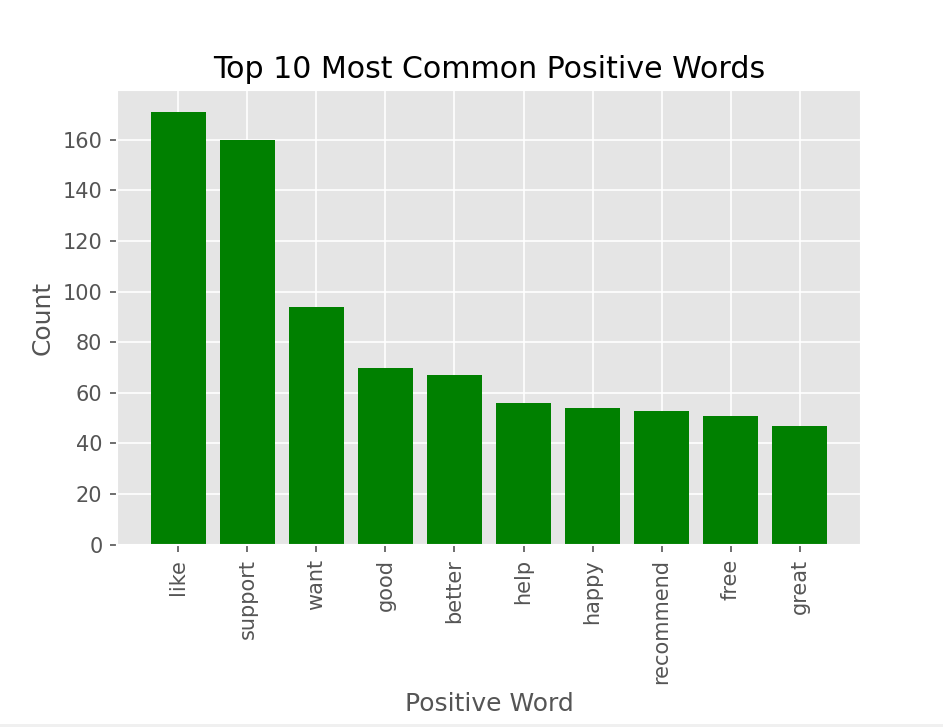 Top 10 Most Common Positive Words
Count
160
140
120
100
80
60
40
20
0
like
support
want
good
better
help
happy
recommend
free
great
Positive Word